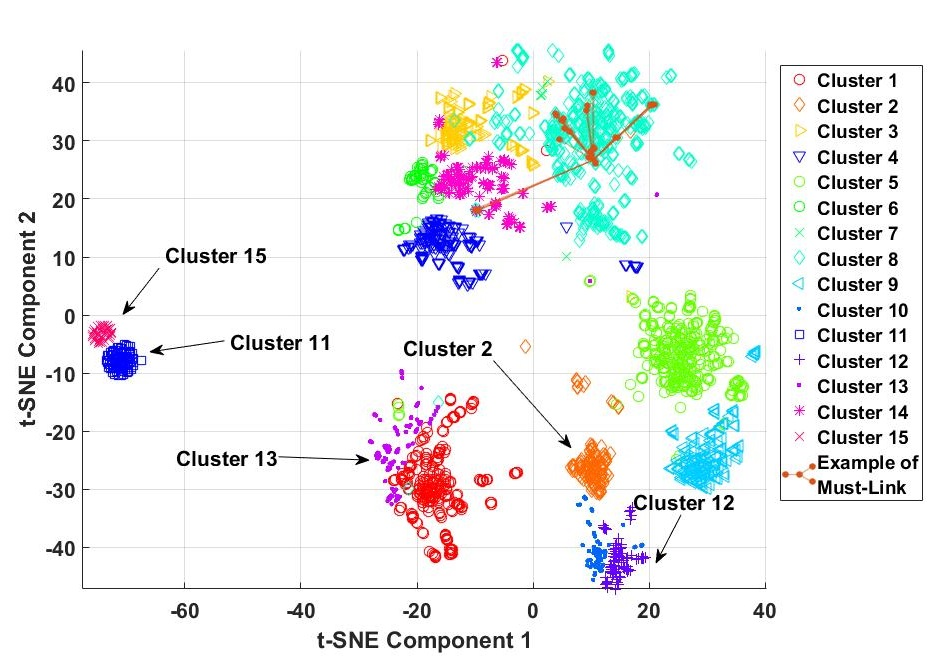 40
30
20
10
0
-10
-20
-30
-40
t-SNE Component 2
-60
-40
-20
0
20
40
t-SNE Component 1
Cluster 15
Cluster 11
Cluster 2
Cluster 13
Cluster 12
Cluster 1
Cluster 2
Cluster 3
Cluster 4
Cluster 5
Cluster 6
Cluster 7
Cluster 8
Cluster 9
Cluster 10
Cluster 11
Cluster 12
Cluster 13
Cluster 14
Cluster 15
Example of
Must-Link